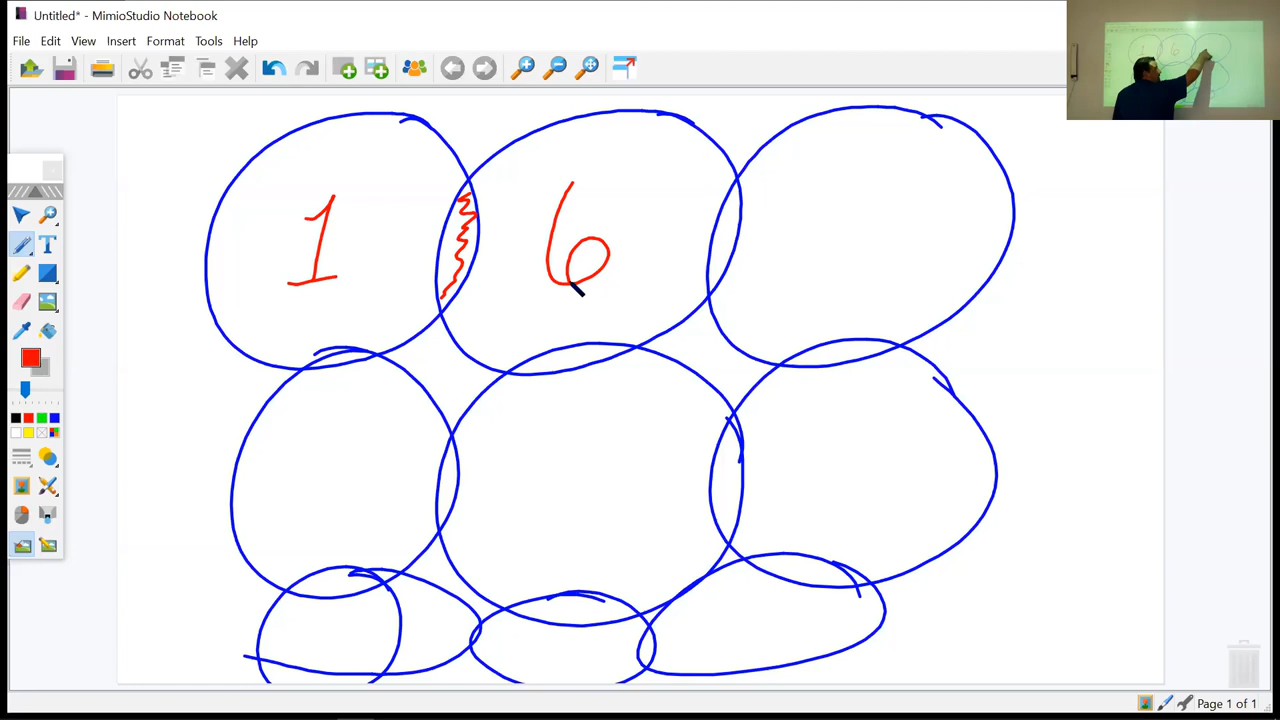 Untitled* - MimioStudio Notebook
File Edit View Insert Format Tools Help
1 6
Page 1 of 1